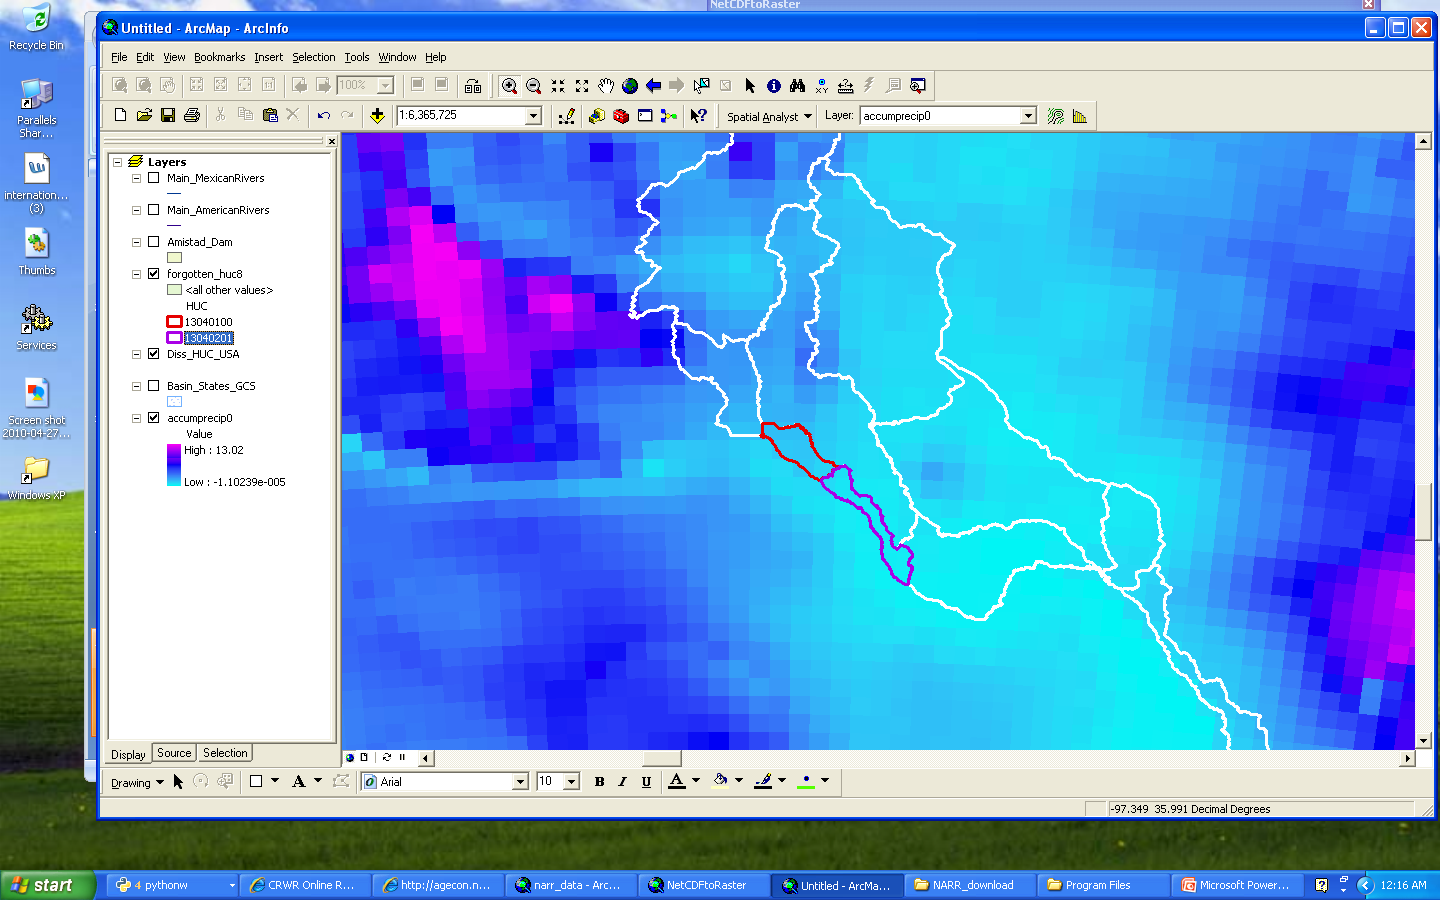 NetCDFtoRaster
Recycle Bin
Parallels
Shar...
internation...
(3)
Thumbs
Services
Screen shot
2010-04-27...
Windows XP
Untitled - ArcMap - ArcInfo
File Edit View Bookmarks Insert Selection Tools Window Help
100%
1:1
1:6,365,725
Spatial Analyst Layer: accumprecip0
Layers
Main_MexicanRivers
Main_AmericanRivers
Amistad_Dam
forgotten_huc8
<all other values>
HUC
13040100
13040201
Diss_HUC_USA
Basin_States_GCS
accumprecip0
Value
High : 13.02
Low : -1.10239e-005
Display Source Selection
Drawing A Arial 10 B I U A
-97.349 35.991 Decimal Degrees
start 4 pythonw CRWR Online R... http://agecon.n... narr_data - Arc... NetCDFtoRaster Untitled - ArcMa... NARR_download Program Files Microsoft Power... 12:16 AM